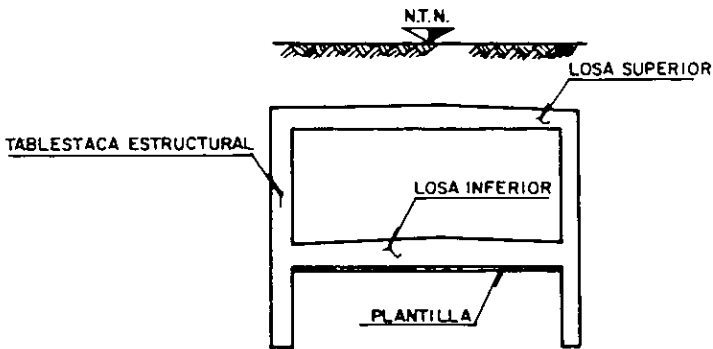 N.T.N.
LOSA SUPERIOR
TABLESTACA ESTRUCTURAL
LOSA INFERIOR
PLANTILLA